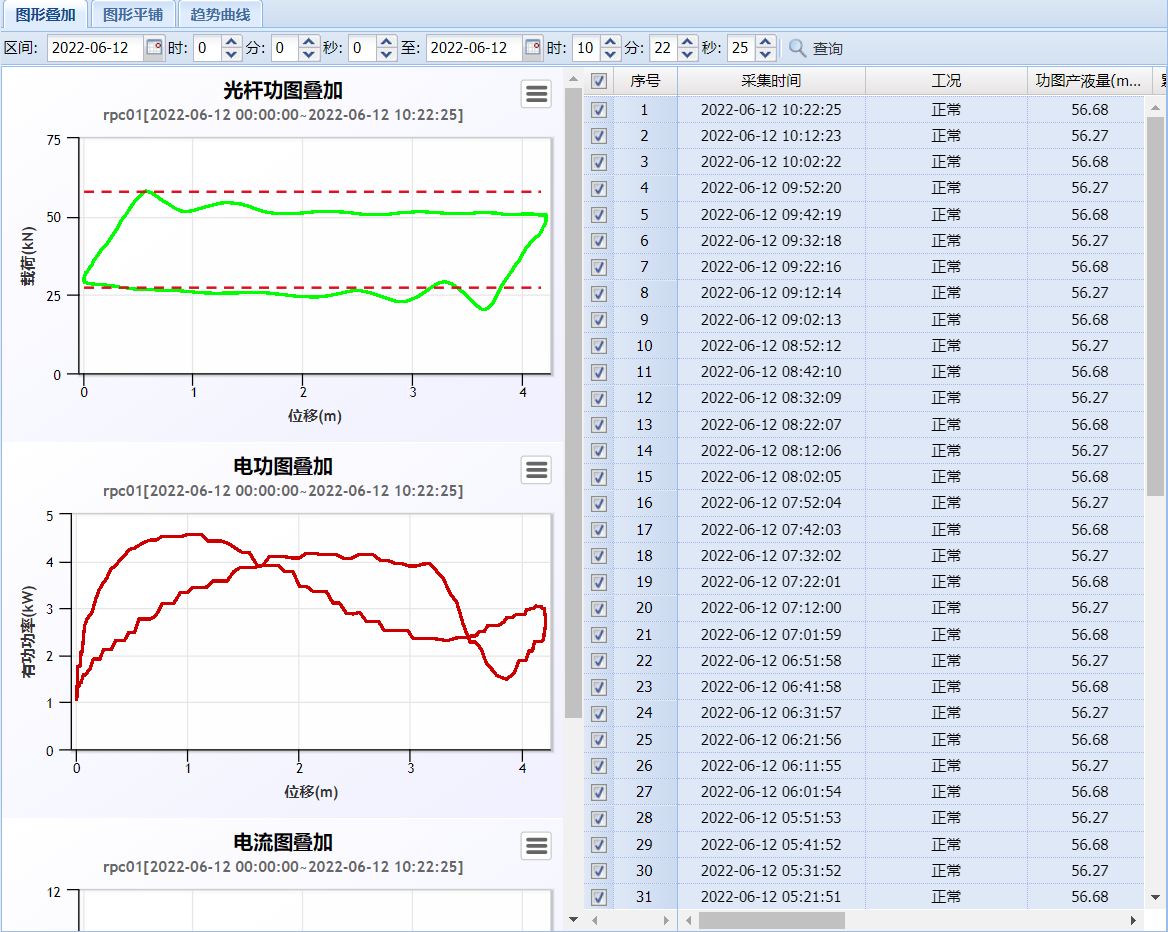 图形叠加 图形平铺 趋势曲线
区间: 2022-06-12 时: 0 分: 0 秒: 0 至: 2022-06-12 时: 10 分: 22 秒: 25 查询
光杆功图叠加
rpc01[2022-06-12 00:00:00~2022-06-12 10:22:25]
75
50
25
0
载荷(kN)
0 1 2 3 4
位移(m)
电功图叠加
rpc01[2022-06-12 00:00:00~2022-06-12 10:22:25]
5
4
3
2
1
0
有功功率(kW)
0 1 2 3 4
位移(m)
电流图叠加
rpc01[2022-06-12 00:00:00~2022-06-12 10:22:25]
12
序号 采集时间 工况 功图产液量(m...
1 2022-06-12 10:22:25 正常 56.68
2 2022-06-12 10:12:23 正常 56.27
3 2022-06-12 10:02:22 正常 56.68
4 2022-06-12 09:52:20 正常 56.27
5 2022-06-12 09:42:19 正常 56.68
6 2022-06-12 09:32:18 正常 56.27
7 2022-06-12 09:22:16 正常 56.68
8 2022-06-12 09:12:14 正常 56.27
9 2022-06-12 09:02:13 正常 56.68
10 2022-06-12 08:52:12 正常 56.27
11 2022-06-12 08:42:10 正常 56.68
12 2022-06-12 08:32:09 正常 56.27
13 2022-06-12 08:22:07 正常 56.68
14 2022-06-12 08:12:06 正常 56.27
15 2022-06-12 08:02:05 正常 56.68
16 2022-06-12 07:52:04 正常 56.27
17 2022-06-12 07:42:03 正常 56.68
18 2022-06-12 07:32:02 正常 56.27
19 2022-06-12 07:22:01 正常 56.68
20 2022-06-12 07:12:00 正常 56.27
21 2022-06-12 07:01:59 正常 56.68
22 2022-06-12 06:51:58 正常 56.27
23 2022-06-12 06:41:58 正常 56.68
24 2022-06-12 06:31:57 正常 56.27
25 2022-06-12 06:21:56 正常 56.68
26 2022-06-12 06:11:55 正常 56.27
27 2022-06-12 06:01:54 正常 56.68
28 2022-06-12 05:51:53 正常 56.27
29 2022-06-12 05:41:52 正常 56.68
30 2022-06-12 05:31:52 正常 56.27
31 2022-06-12 05:21:51 正常 56.68